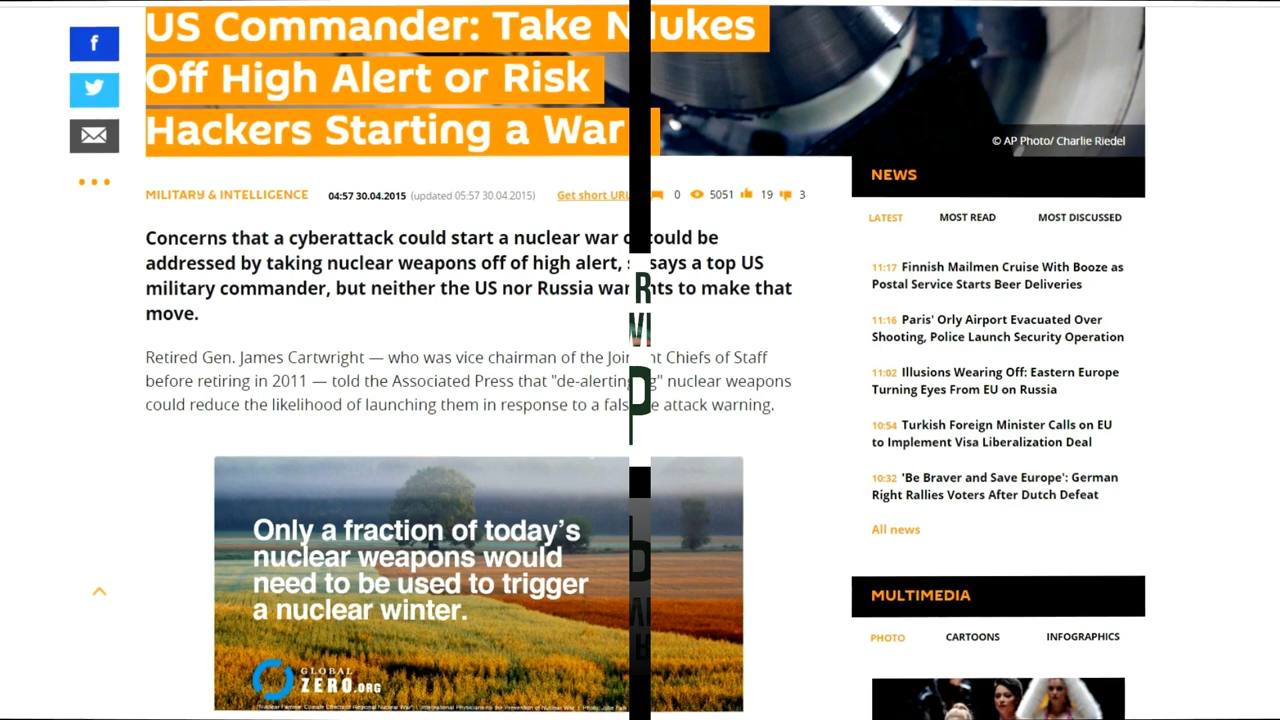 US Commander: Take Nukes
Off High Alert or Risk
Hackers Starting a War
© AP Photo/ Charlie Riedel
MILITARY & INTELLIGENCE 04:57 30.04.2015 (updated 05:57 30.04.2015) Get short URL 0 5051 19 3
Concerns that a cyberattack could start a nuclear war could be
addressed by taking nuclear weapons off of high alert, says a top US
military commander, but neither the US nor Russia wants to make that
move.
Retired Gen. James Cartwright — who was vice chairman of the Joint Chiefs of Staff
before retiring in 2011 — told the Associated Press that "de-alerting" nuclear weapons
could reduce the likelihood of launching them in response to a false attack warning.
Only a fraction of today's
nuclear weapons would
need to be used to trigger
a nuclear winter.
GLOBAL
ZERO.ORG
NEWS
LATEST MOST READ MOST DISCUSSED
11:17 Finnish Mailmen Cruise With Booze as
Postal Service Starts Beer Deliveries
11:16 Paris' Orly Airport Evacuated Over
Shooting, Police Launch Security Operation
11:02 Illusions Wearing Off: Eastern Europe
Turning Eyes From EU on Russia
10:54 Turkish Foreign Minister Calls on EU
to Implement Visa Liberalization Deal
10:32 'Be Braver and Save Europe': German
Right Rallies Voters After Dutch Defeat
All news
MULTIMEDIA
PHOTO CARTOONS INFOGRAPHICS